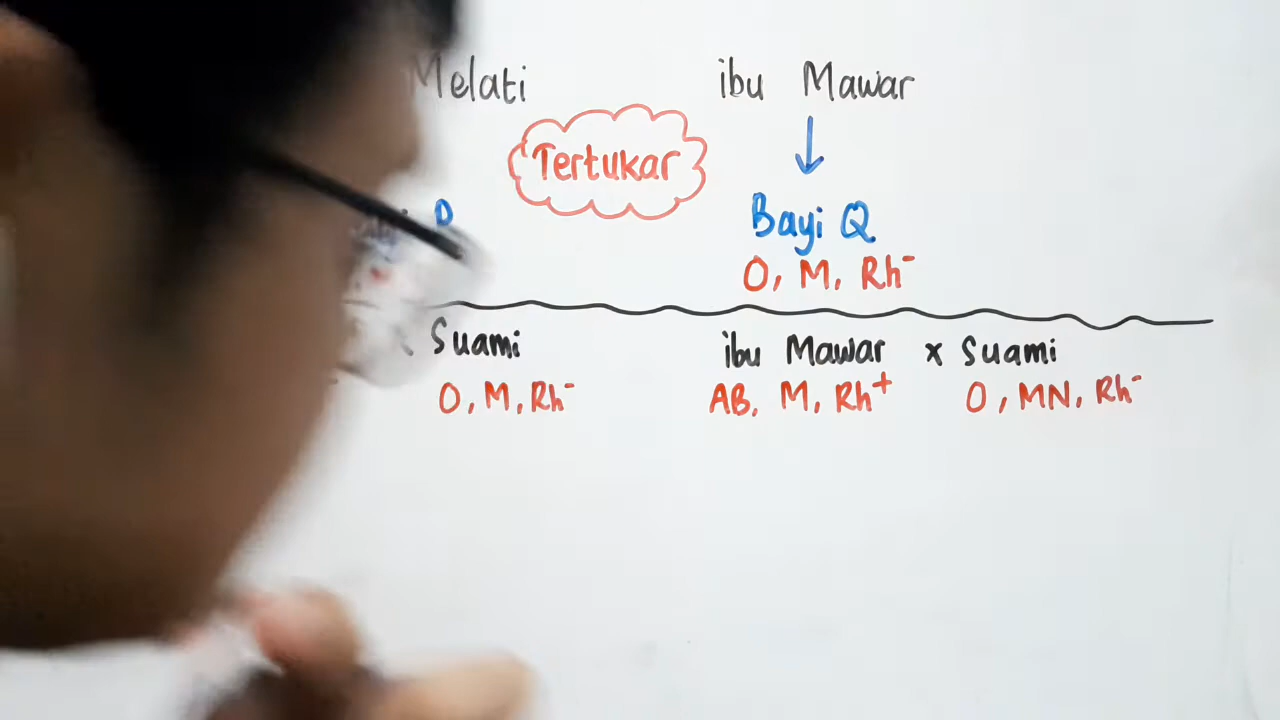 Melati
ibu Mawar
Tertukar
Bayi Q
O, M, Rh⁻
Suami
ibu Mawar x Suami
O, M, Rh⁻
AB, M, Rh⁺
O, MN, Rh⁻